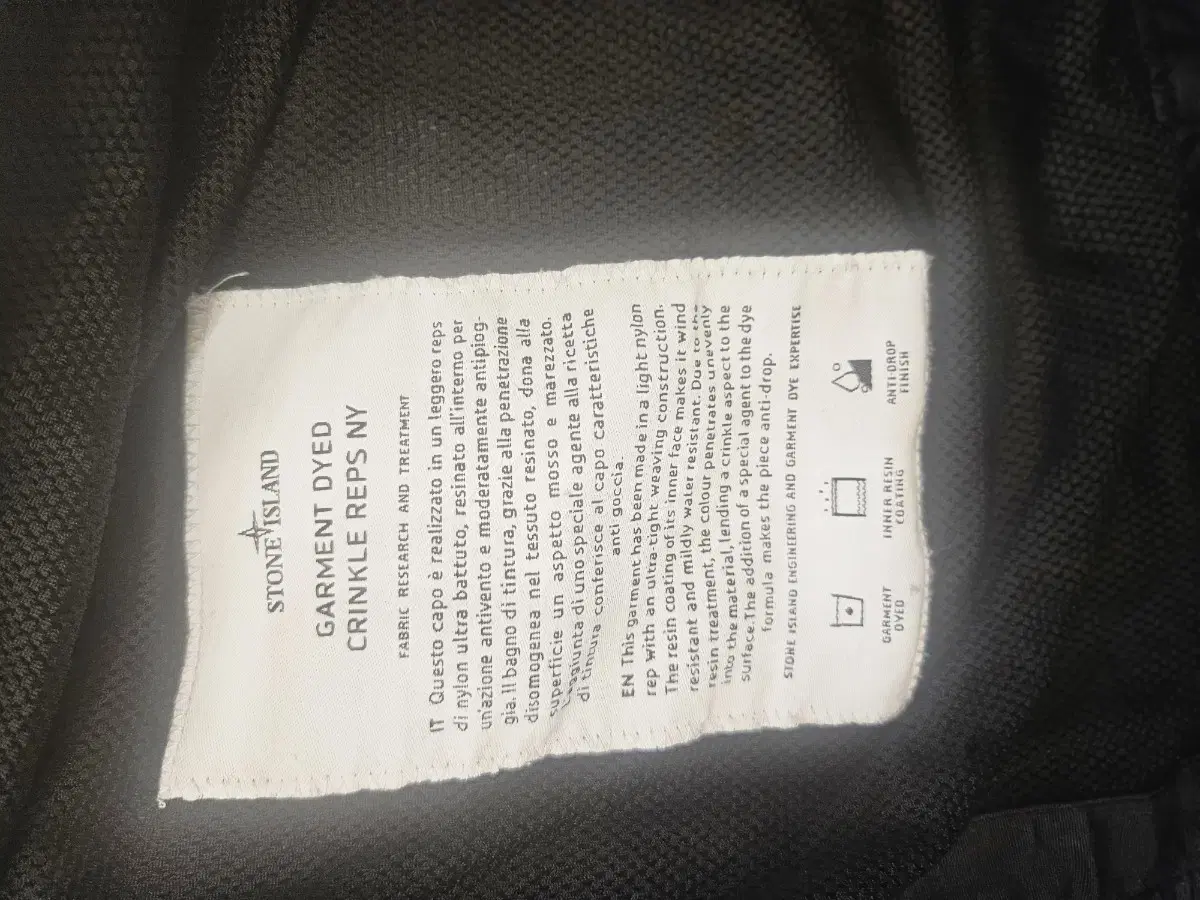 STONE ISLAND
GARMENT DYED
CRINKLE REPS NY
FABRIC RESEARCH AND TREATMENT
IT Questo capo è realizzato in un leggero reps
di nylon ultra battuto, resinato all'interno per
un'azione antivento e moderatamente antipiog-
gia. Il bagno di tintura, grazie alla penetrazione
disomogenea nel tessuto resinato, dona alla
superficie un aspetto mosso e marezzato.
L'aggiunta di uno speciale agente alla ricetta
di tintura conferisce al capo caratteristiche
anti goccia.
EN This garment has been made in a light nylon
rep with an ultra-tight weaving construction.
The resin coating of its inner face makes it wind
resistant and mildly water resistant. Due to the
resin treatment, the colour penetrates unevenly
into the material, lending a crinkle aspect to the
surface. The addition of a special agent to the dye
formula makes the piece anti-drop.
STONE ISLAND ENGINEERING AND GARMENT DYE EXPERTISE
GARMENT
DYED
INNER RESIN
COATING
ANTI-DROP
FINISH